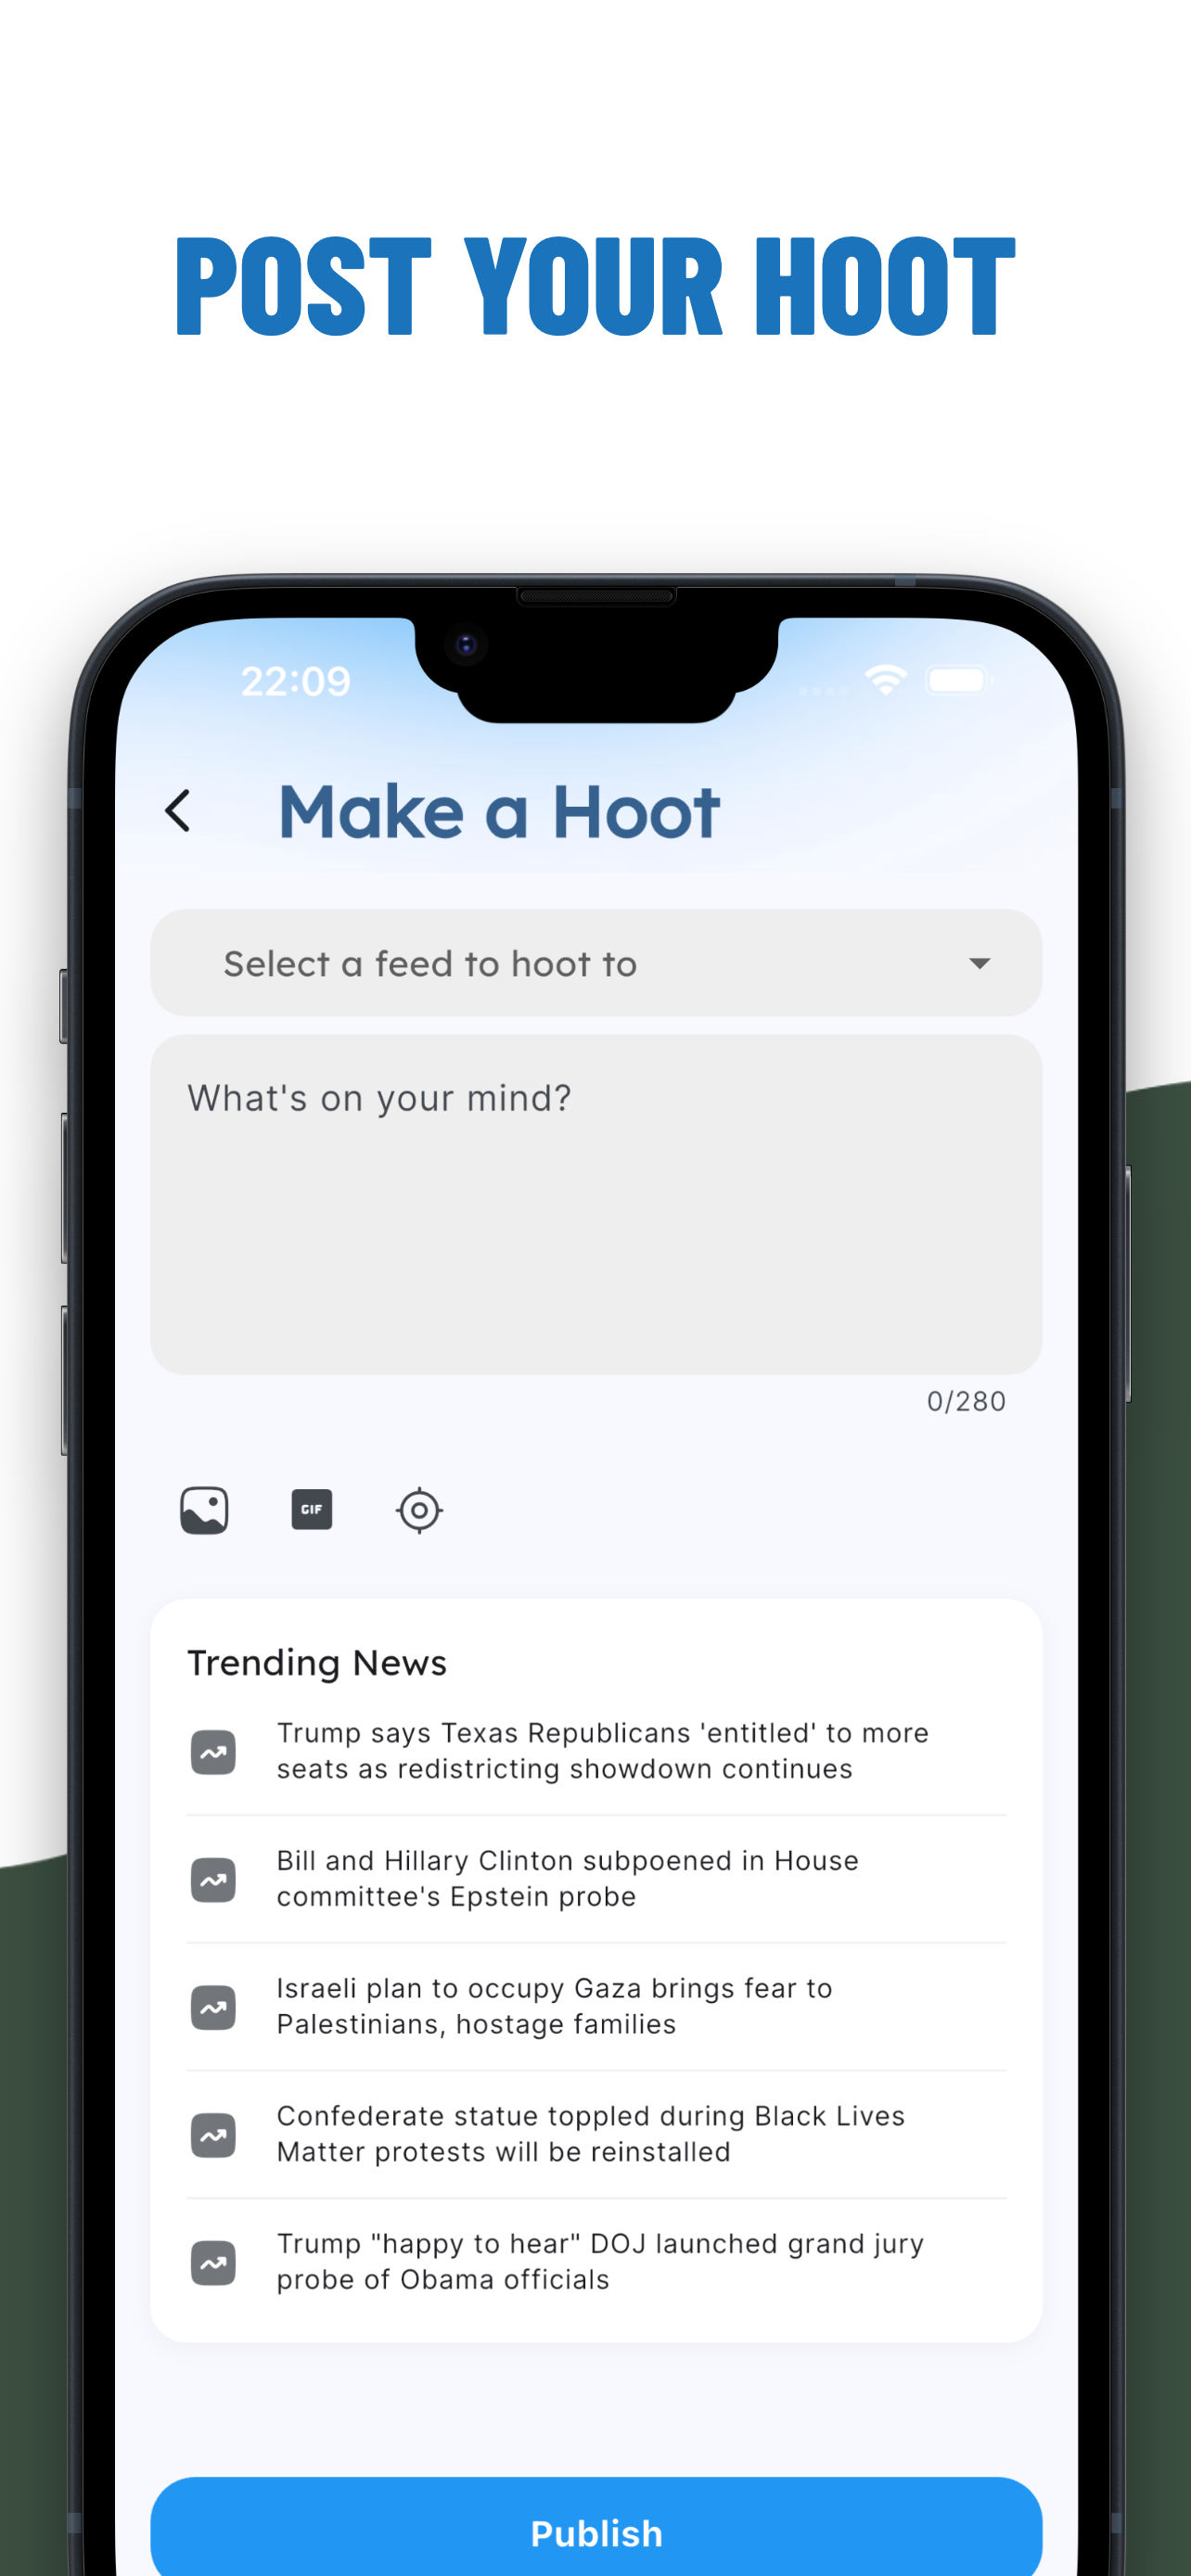 POST YOUR HOOT
22:09
Make a Hoot
Select a feed to hoot to
What's on your mind?
0/280
GIF
Trending News
Trump says Texas Republicans 'entitled' to more
seats as redistricting showdown continues
Bill and Hillary Clinton subpoened in House
committee's Epstein probe
Israeli plan to occupy Gaza brings fear to
Palestinians, hostage families
Confederate statue toppled during Black Lives
Matter protests will be reinstalled
Trump "happy to hear" DOJ launched grand jury
probe of Obama officials
Publish